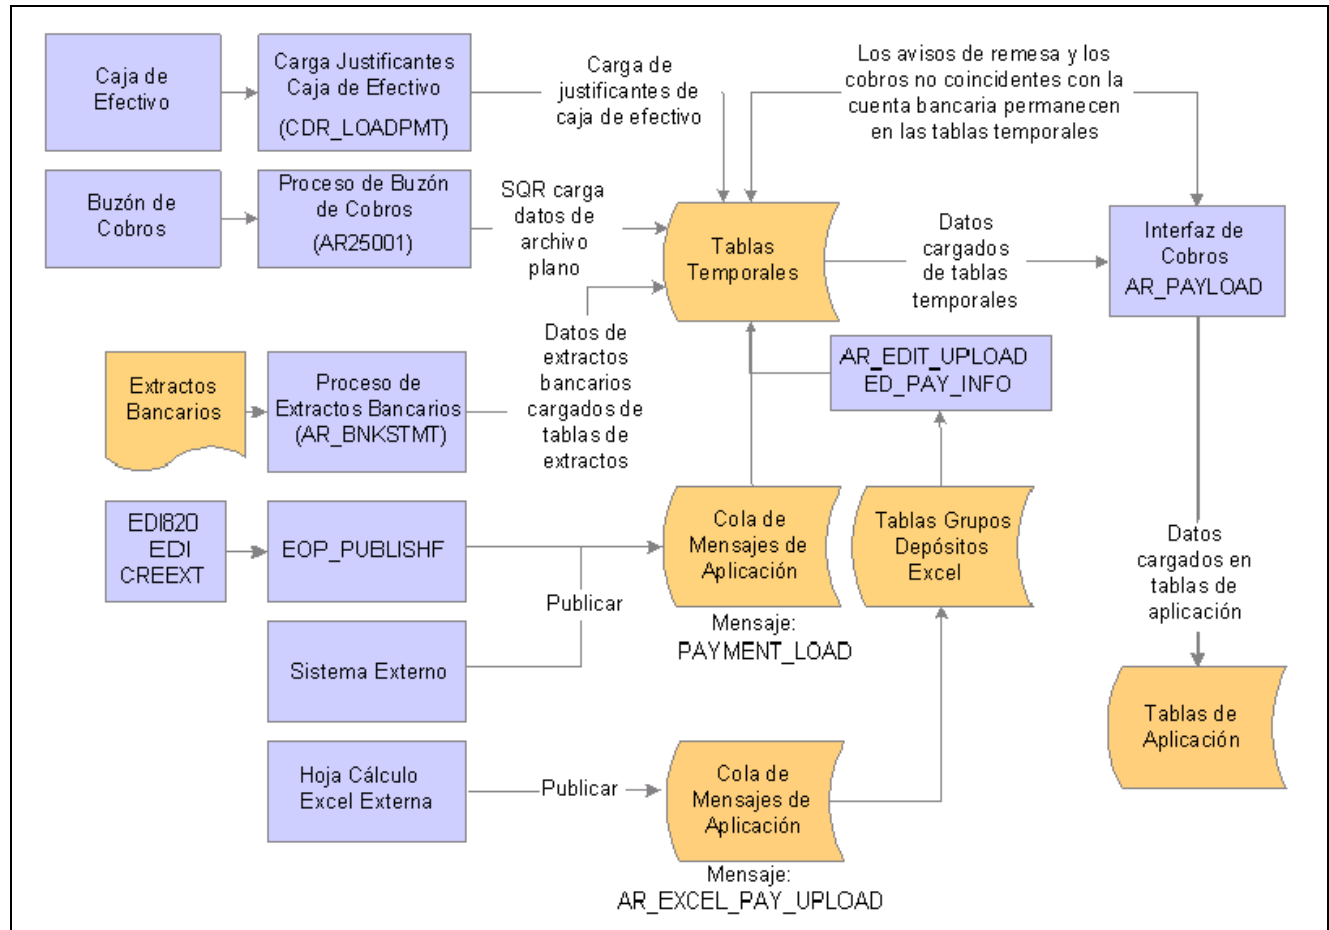 Caja de
Efectivo
Carga Justificantes
Caja de Efectivo
(CDR_LOADPMT)
Carga de
justificantes de
caja de efectivo
Los avisos de remesa y los
cobros no coincidentes con la
cuenta bancaria permanecen
en las tablas temporales
Buzón de
Cobros
Proceso de Buzón
de Cobros
(AR25001)
SQR carga
datos de
archivo
plano
Tablas
Temporales
Datos
cargados
de tablas
temporales
Interfaz de
Cobros
AR_PAYLOAD
Extractos
Bancarios
Proceso de
Extractos Bancarios
(AR_BNKSTMT)
Datos de
extractos
bancarios
cargados de
tablas de
extractos
AR_EDIT_UPLOAD
ED_PAY_INFO
EDI820
EDI
CREEXT
EOP_PUBLISHF
Publicar
Cola de
Mensajes de
Aplicación
Mensaje:
PAYMENT_LOAD
Tablas Grupos
Depósitos
Excel
Datos
cargados en
tablas de
aplicación
Sistema Externo
Tablas de
Aplicación
Hoja Cálculo
Excel Externa
Publicar
Cola de
Mensajes de
Aplicación
Mensaje:
AR_EXCEL_PAY_UPLOAD